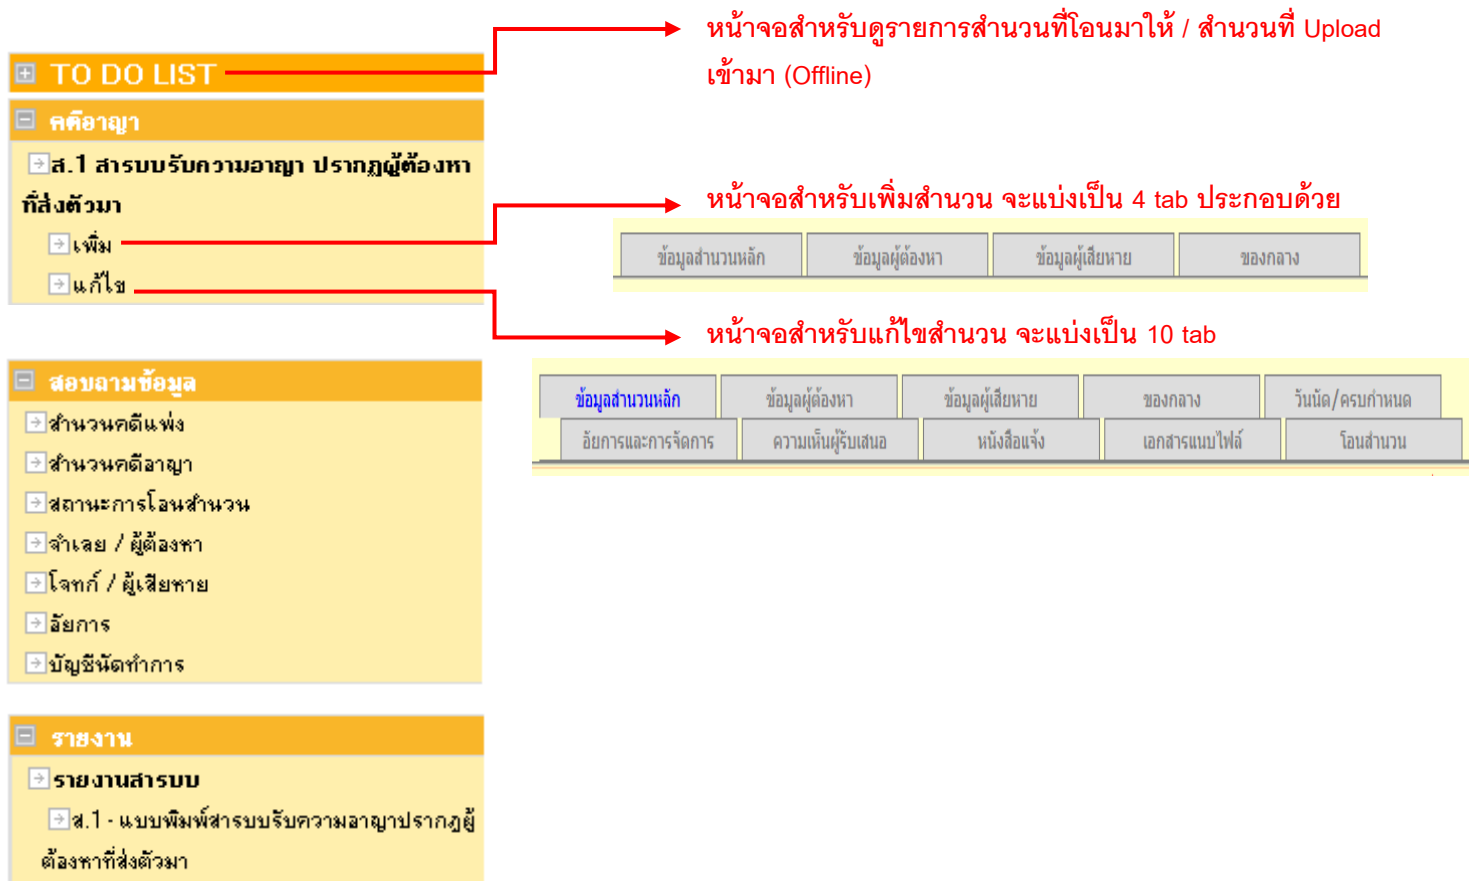 หน้าจอสำหรับดูรายการสำนวนที่โอนมาให้ / สำนวนที่ Upload
เข้ามา (Offline)
TO DO LIST
คดีอาญา
ส.1 สารบบรับความอาญา ปรากฏผู้ต้องหา
ที่ส่งตัวมา
เพิ่ม
แก้ไข
หน้าจอสำหรับเพิ่มสำนวน จะแบ่งเป็น 4 tab ประกอบด้วย
ข้อมูลสำนวนหลัก ข้อมูลผู้ต้องหา ข้อมูลผู้เสียหาย ของกลาง
หน้าจอสำหรับแก้ไขสำนวน จะแบ่งเป็น 10 tab
ข้อมูลสำนวนหลัก ข้อมูลผู้ต้องหา ข้อมูลผู้เสียหาย ของกลาง วันนัด/ครบกำหนด
อัยการและการจัดการ ความเห็นผู้รับเสนอ หนังสือแจ้ง เอกสารแนบไฟล์ โอนสำนวน
สอบถามข้อมูล
สำนวนคดีแพ่ง
สำนวนคดีอาญา
สถานะการโอนสำนวน
จำเลย / ผู้ต้องหา
โจทก์ / ผู้เสียหาย
อัยการ
บัญชีนัดทำการ
รายงาน
รายงานสารบบ
ส.1 - แบบพิมพ์สารบบรับความอาญาปรากฏผู้
ต้องหาที่ส่งตัวมา